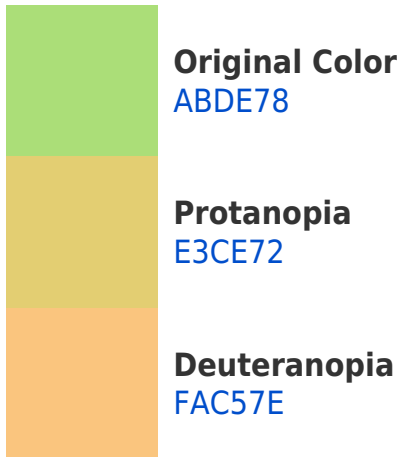 Original Color
ABDE78
Protanopia
E3CE72
Deuteranopia
FAC57E